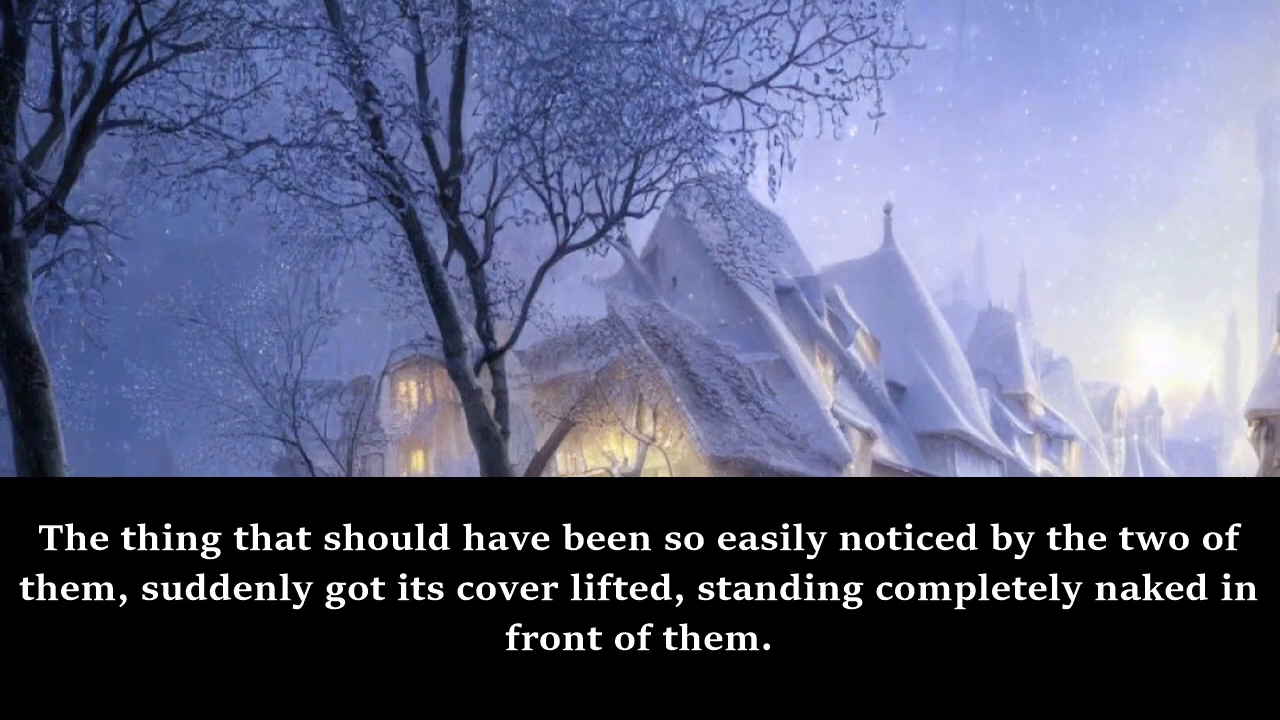 The thing that should have been so easily noticed by the two of
them, suddenly got its cover lifted, standing completely naked in
front of them.